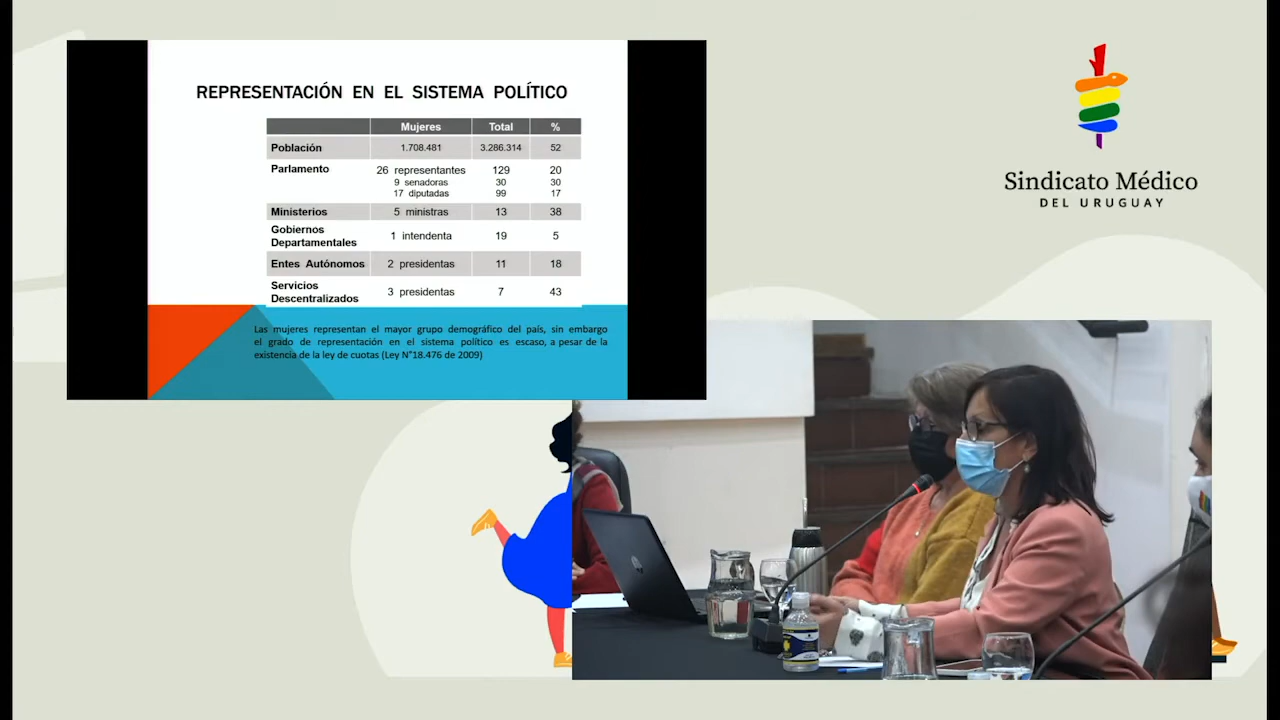 REPRESENTACIÓN EN EL SISTEMA POLÍTICO
Mujeres Total %
Población 1.708.481 3.286.314 52
Parlamento 26 representantes 129 20
9 senadoras 30 30
17 diputadas 99 17
Ministerios 5 ministras 13 38
Gobiernos
Departamentales 1 intendenta 19 5
Entes Autónomos 2 presidentas 11 18
Servicios
Descentralizados 3 presidentas 7 43
Las mujeres representan el mayor grupo demográfico del país, sin embargo
el grado de representación en el sistema político es escaso, a pesar de la
existencia de la ley de cuotas (Ley N°18.476 de 2009)
Sindicato Médico
DEL URUGUAY
hp